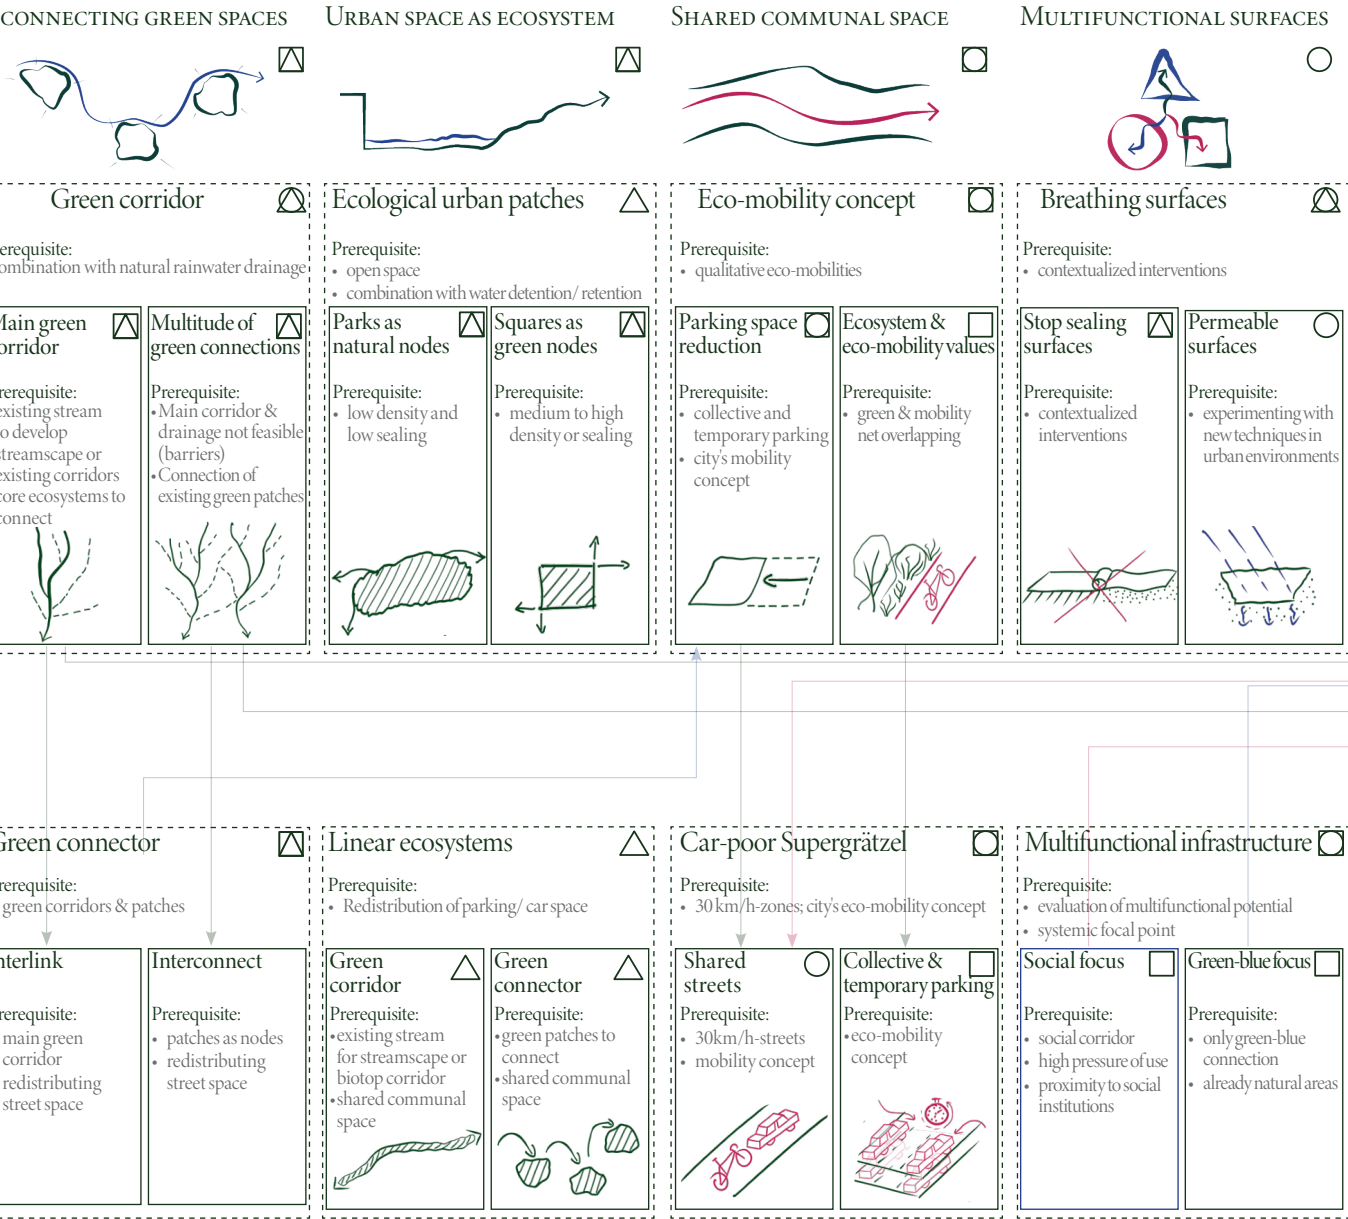 CONNECTING GREEN SPACES
URBAN SPACE AS ECOSYSTEM
SHARED COMMUNAL SPACE
MULTIFUNCTIONAL SURFACES
Green corridor
erequisite:
ombination with natural rainwater drainage
Main green
orridor
rerequisite:
existing stream
o develop
streamscape or
existing corridors
core ecosystems to
connect
Multitude of
green connections
Prerequisite:
• Main corridor &
drainage not feasible
(barriers)
• Connection of
existing green patches
Ecological urban patches
Prerequisite:
• open space
• combination with water detention/ retention
Parks as
natural nodes
Prerequisite:
• low density and
low sealing
Squares as
green nodes
Prerequisite:
• medium to high
density or sealing
Eco-mobility concept
Prerequisite:
• qualitative eco-mobilities
Parking space
reduction
Prerequisite:
• collective and
temporary parking
• city's mobility
concept
Ecosystem &
eco-mobility values
Prerequisite:
• green & mobility
net overlapping
Breathing surfaces
Prerequisite:
• contextualized interventions
Stop sealing
surfaces
Prerequisite:
• contextualized
interventions
Permeable
surfaces
Prerequisite:
• experimenting with
new techniques in
urban environments
Green connector
rerequisite:
green corridors & patches
nterlink
rerequisite:
main green
corridor
redistributing
street space
Interconnect
Prerequisite:
• patches as nodes
• redistributing
street space
Linear ecosystems
Prerequisite:
• Redistribution of parking/ car space
Green
corridor
Prerequisite:
• existing stream
for streamscape or
biotop corridor
• shared communal
space
Green
connector
Prerequisite:
• green patches to
connect
• shared communal
space
Car-poor Supergrätzel
Prerequisite:
• 30 km/h-zones; city's eco-mobility concept
Shared
streets
Prerequisite:
• 30km/h-streets
• mobility concept
Collective &
temporary parking
Prerequisite:
• eco-mobility
concept
Multifunctional infrastructure
Prerequisite:
• evaluation of multifunctional potential
• systemic focal point
Social focus
Prerequisite:
• social corridor
• high pressure of use
• proximity to social
institutions
Green-blue focus
Prerequisite:
• only green-blue
connection
• already natural areas